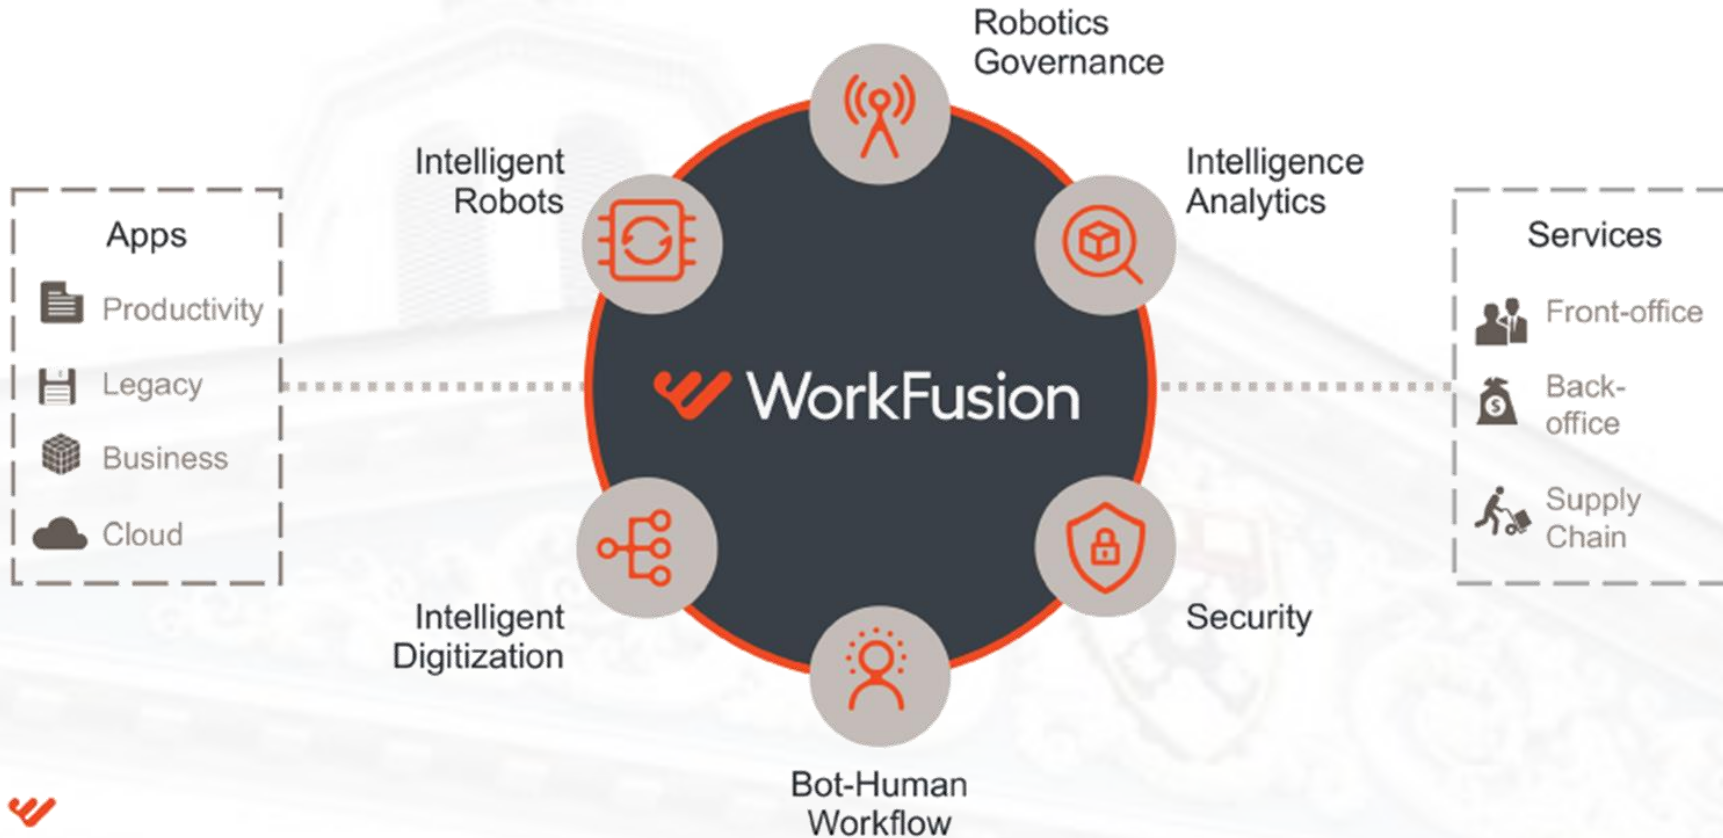 Robotics
Governance
Intelligent
Robots
Intelligence
Analytics
Apps
Productivity
Legacy
Business
Cloud
WorkFusion
Services
Front-office
Back-
office
Supply
Chain
Intelligent
Digitization
Security
Bot-Human
Workflow